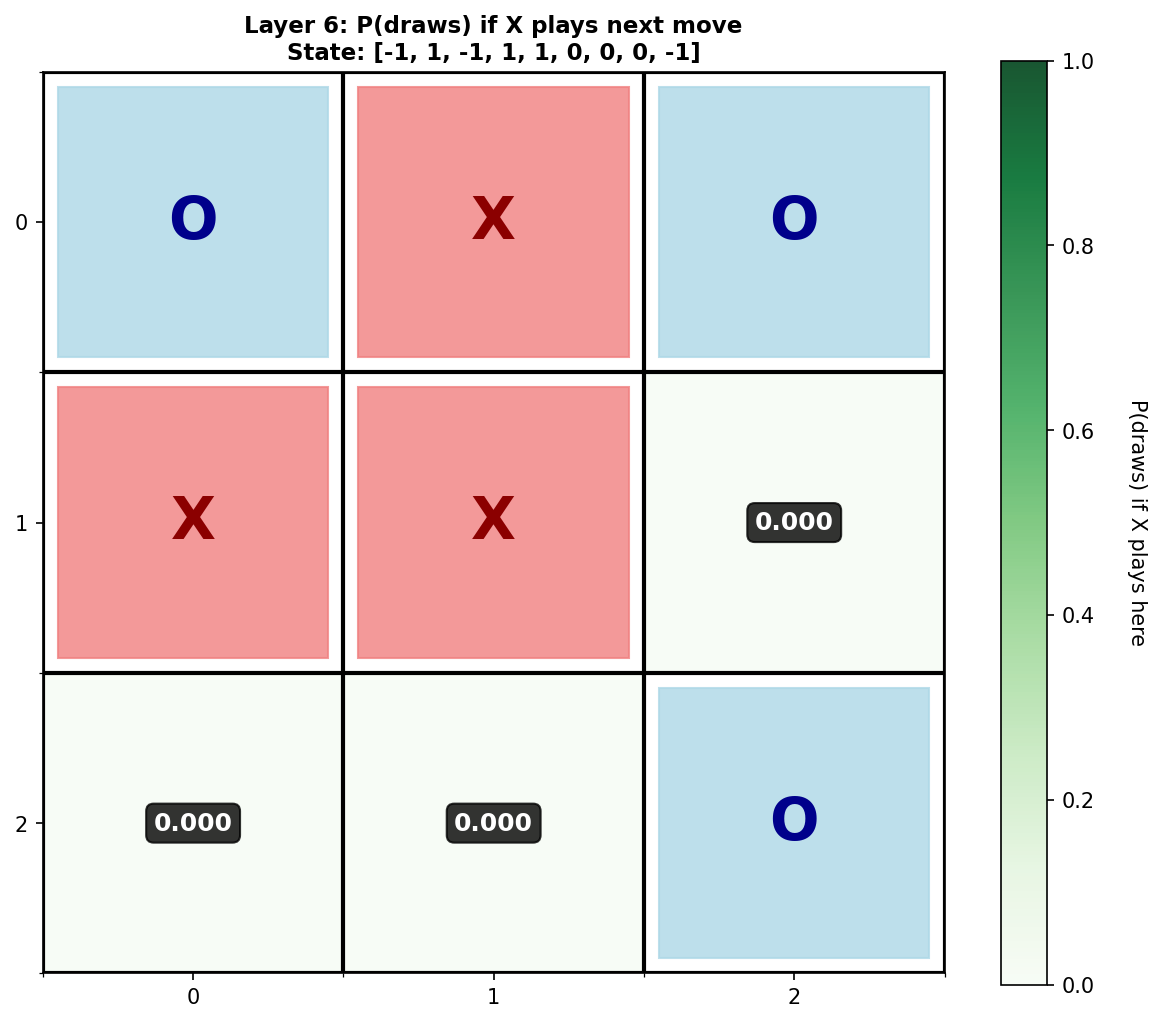 Layer 6: P(draws) if X plays next move
State: [-1, 1, -1, 1, 1, 0, 0, 0, -1]
O X O
0
X X 0.000
1
0.000 0.000 O
2
0 1 2
1.0
0.8
0.6
0.4
0.2
0.0
P(draws) if X plays here